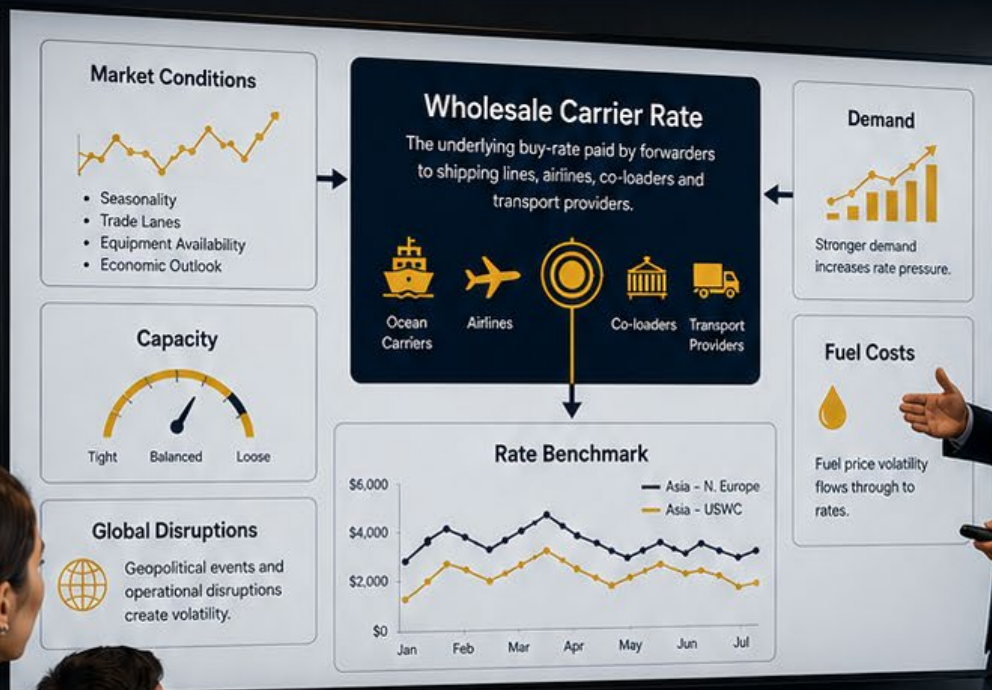 Market Conditions
• Seasonality
• Trade Lanes
• Equipment Availability
• Economic Outlook
Capacity
Tight
Balanced
Loose
Global Disruptions
Geopolitical events and
operational disruptions
create volatility.
Wholesale Carrier Rate
The underlying buy-rate paid by forwarders
to shipping lines, airlines, co-loaders and
transport providers.
Ocean
Carriers
Airlines
Co-loaders
Transport
Providers
Rate Benchmark
Asia – N. Europe
Asia – USWC
$6,000
$4,000
$2,000
$0
Jan
Feb
Mar
Apr
May
Jun
Jul
Demand
Stronger demand
increases rate pressure.
Fuel Costs
Fuel price volatility
flows through to
rates.